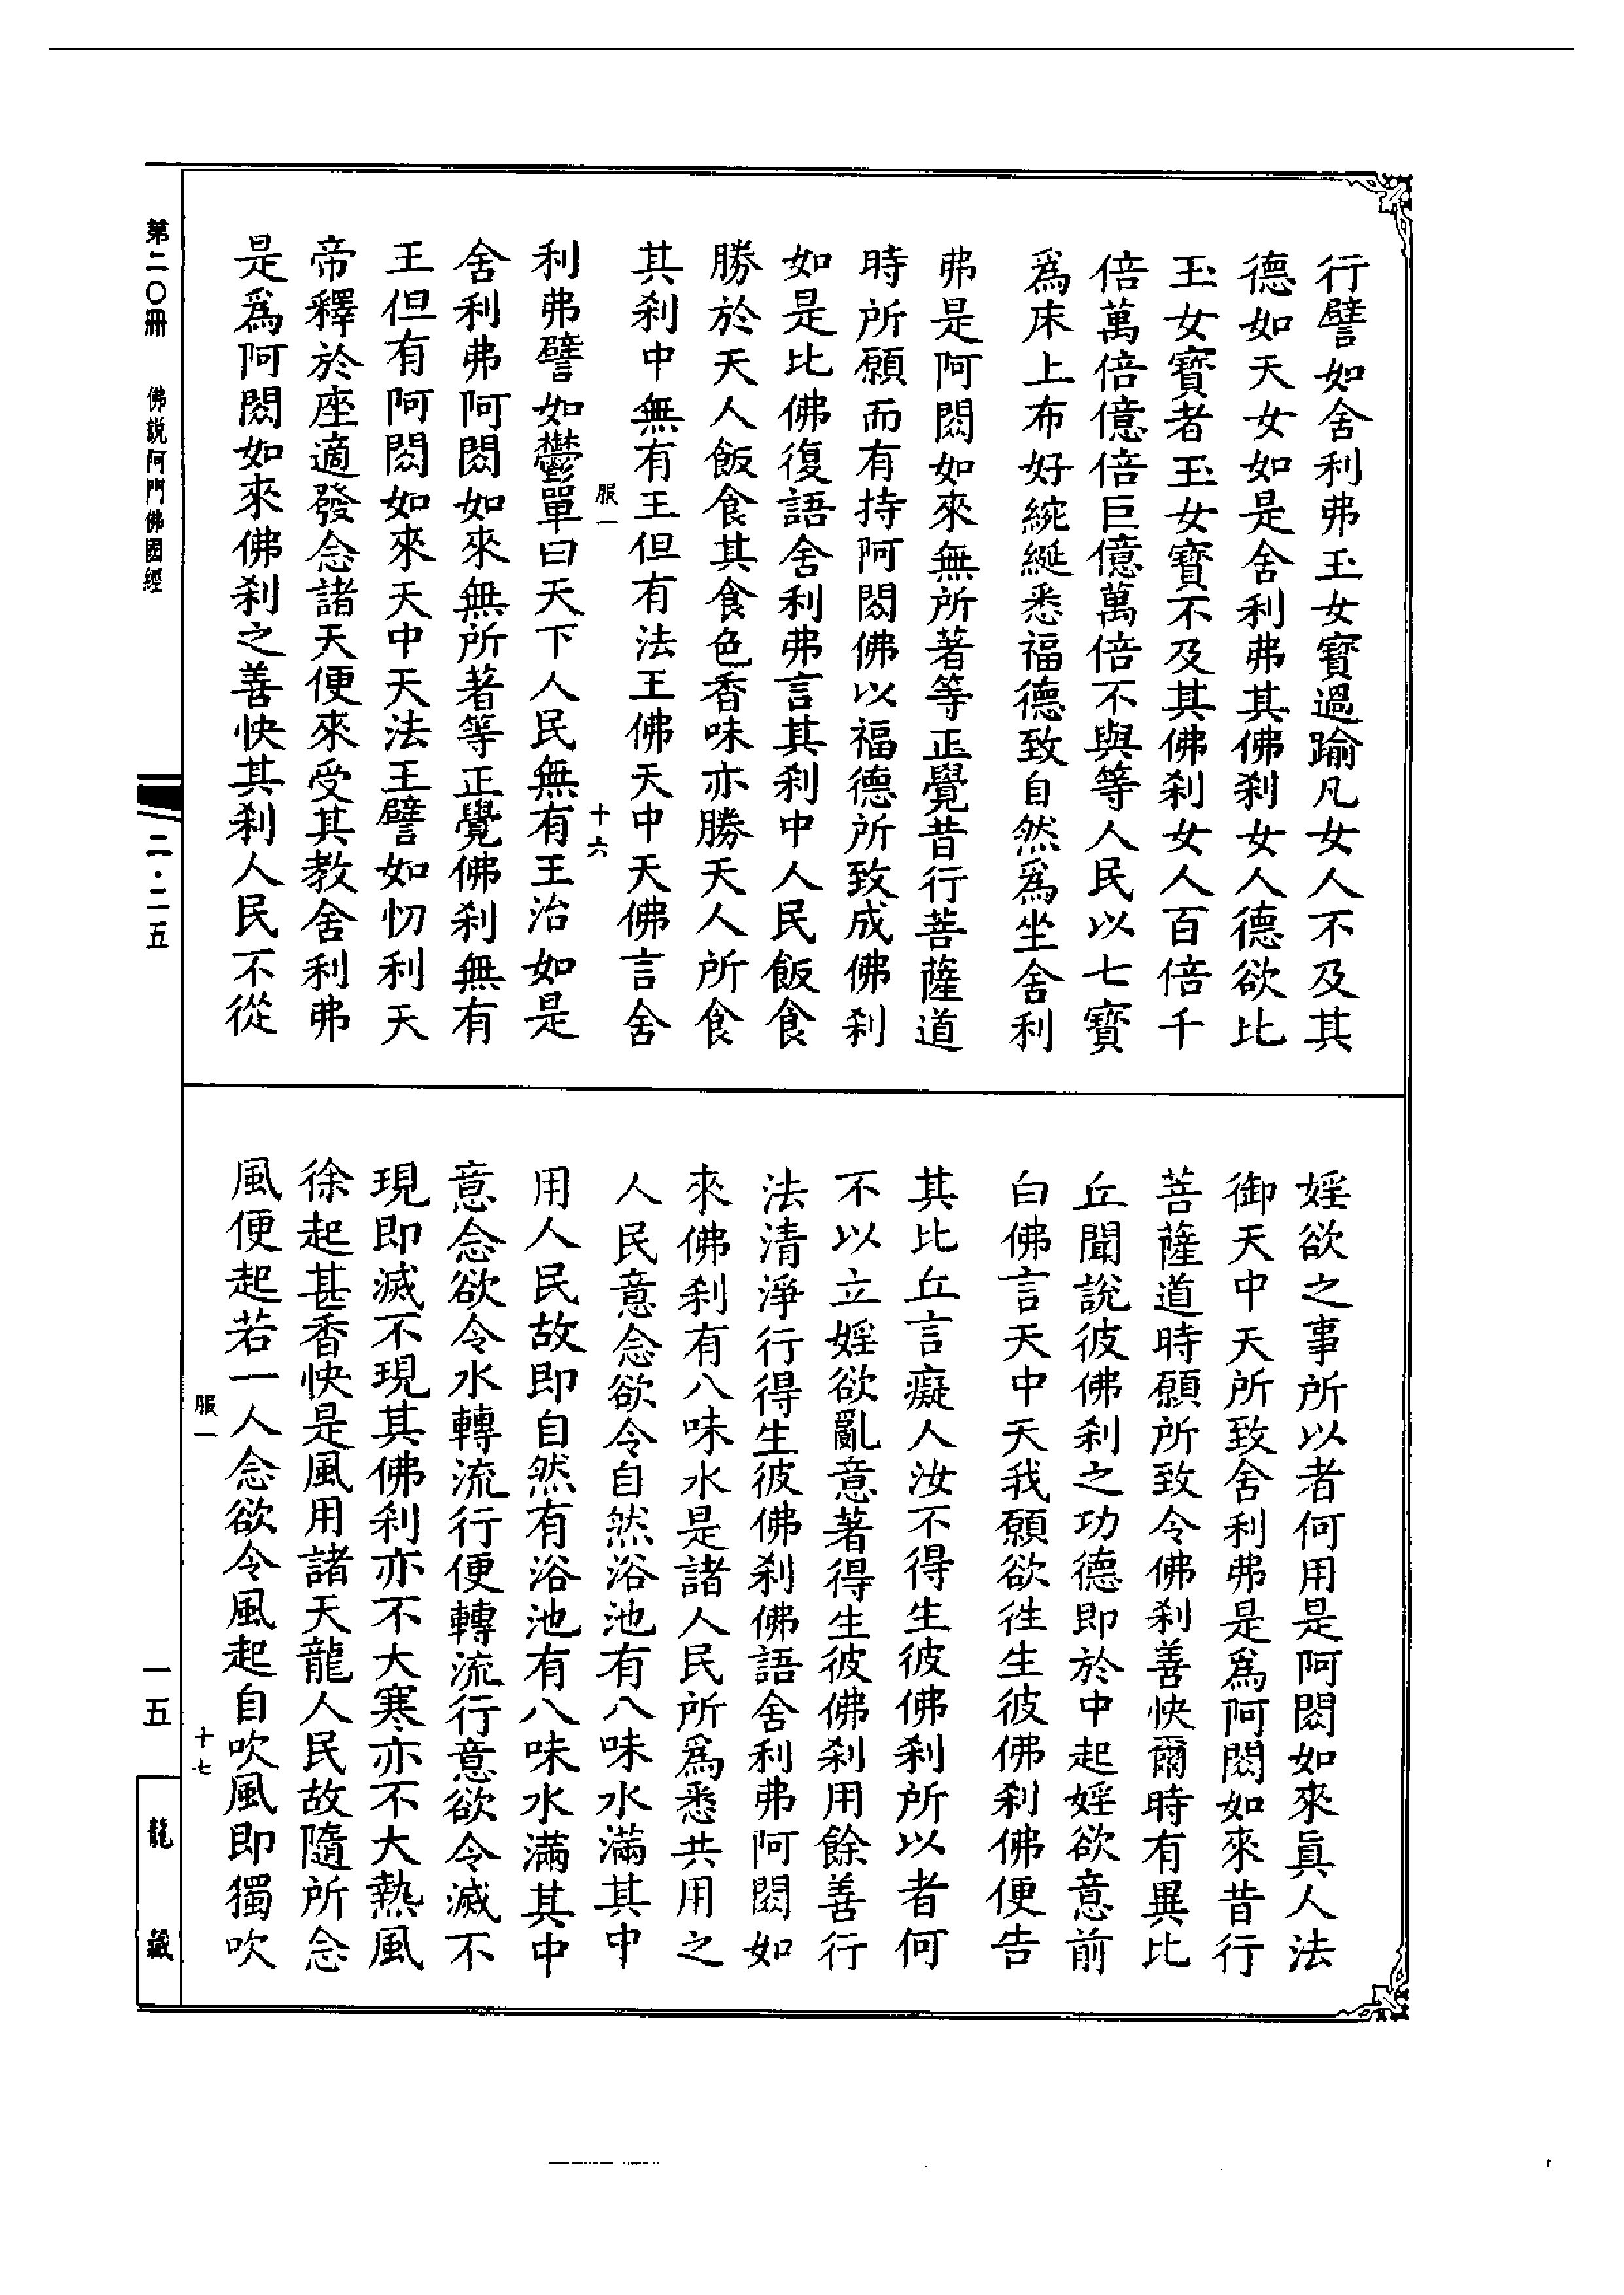 行譬如舍利弗玉女寶過踰凡女人不及其
德如天女如是舍利弗其佛刹女人德欲比
玉女寶者玉女寶不及其佛刹女人百倍千
倍萬倍億倍巨億萬倍不與等人民以七寶
爲床上布好綩綖悉福德致自然爲坐舍利
弗是阿閦如來無所著等正覺昔行菩薩道
時所願而有持阿閦佛以福德所致成佛刹
如是比佛復語舍利弗言其刹中人民飯食
勝於天人飯食其食色香味亦勝天人所食
其刹中無有王但有法王佛天中天佛言舍
服一 十六
利弗譬如鬱單曰天下人民無有王治如是
舍利弗阿閦如來無所著等正覺佛刹無有
王但有阿閦如來天中天法王譬如忉利天
帝釋於座適發念諸天便來受其教舍利弗
是爲阿閦如來佛刹之善快其刹人民不從
婬欲之事所以者何用是阿閦如來眞人法
御天中天所致舍利弗是爲阿閦如來昔行
菩薩道時願所致令佛刹善快爾時有異比
丘聞說彼佛刹之功德即於中起婬欲意前
白佛言天中天我願欲徃生彼佛刹佛便告
其比丘言癡人汝不得生彼佛刹所以者何
不以立婬欲亂意著得生彼佛刹用餘善行
法清淨行得生彼佛刹佛語舍利弗阿閦如
來佛刹有八味水是諸人民所爲悉共用之
人民意念欲令自然浴池有八味水滿其中
用人民故即自然有浴池有八味水滿其中
意念欲令水轉流行便轉流行意欲令滅不
現即滅不現其佛刹亦不大寒亦不大熱風
徐起甚香快是風用諸天龍人民故隨所念
風便起若一人念欲令風起自吹風即獨吹
服一 十七
第二〇冊 佛説阿門佛國經
二·二五
一五
龍藏